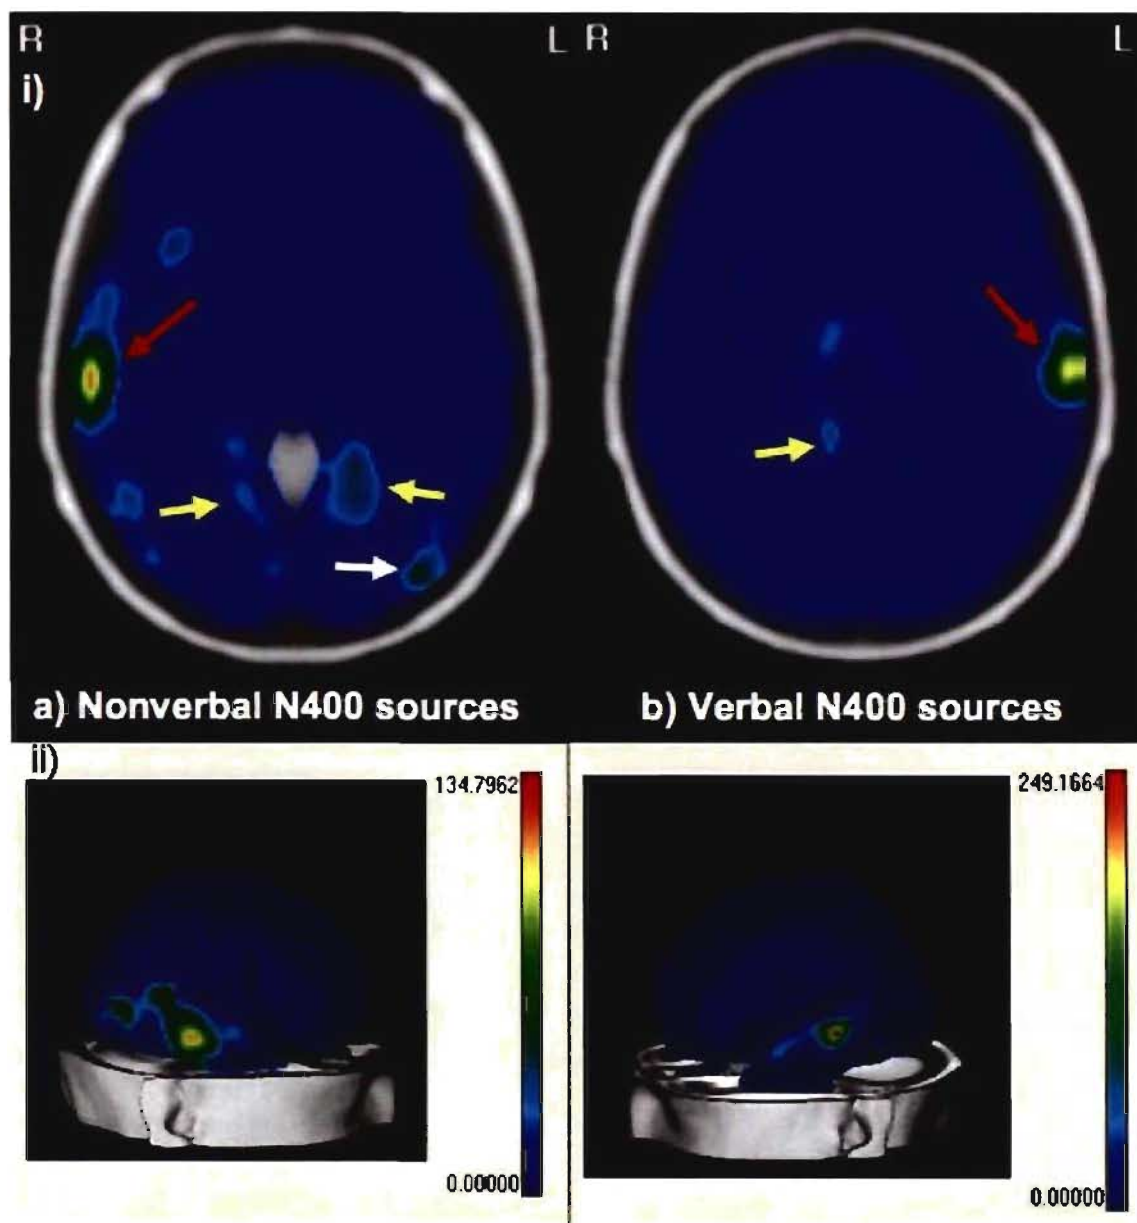 R L R L
i)
a) Nonverbal N400 sources b) Verbal N400 sources
ii)
134.7962 249.1664
0.00000 0.00000